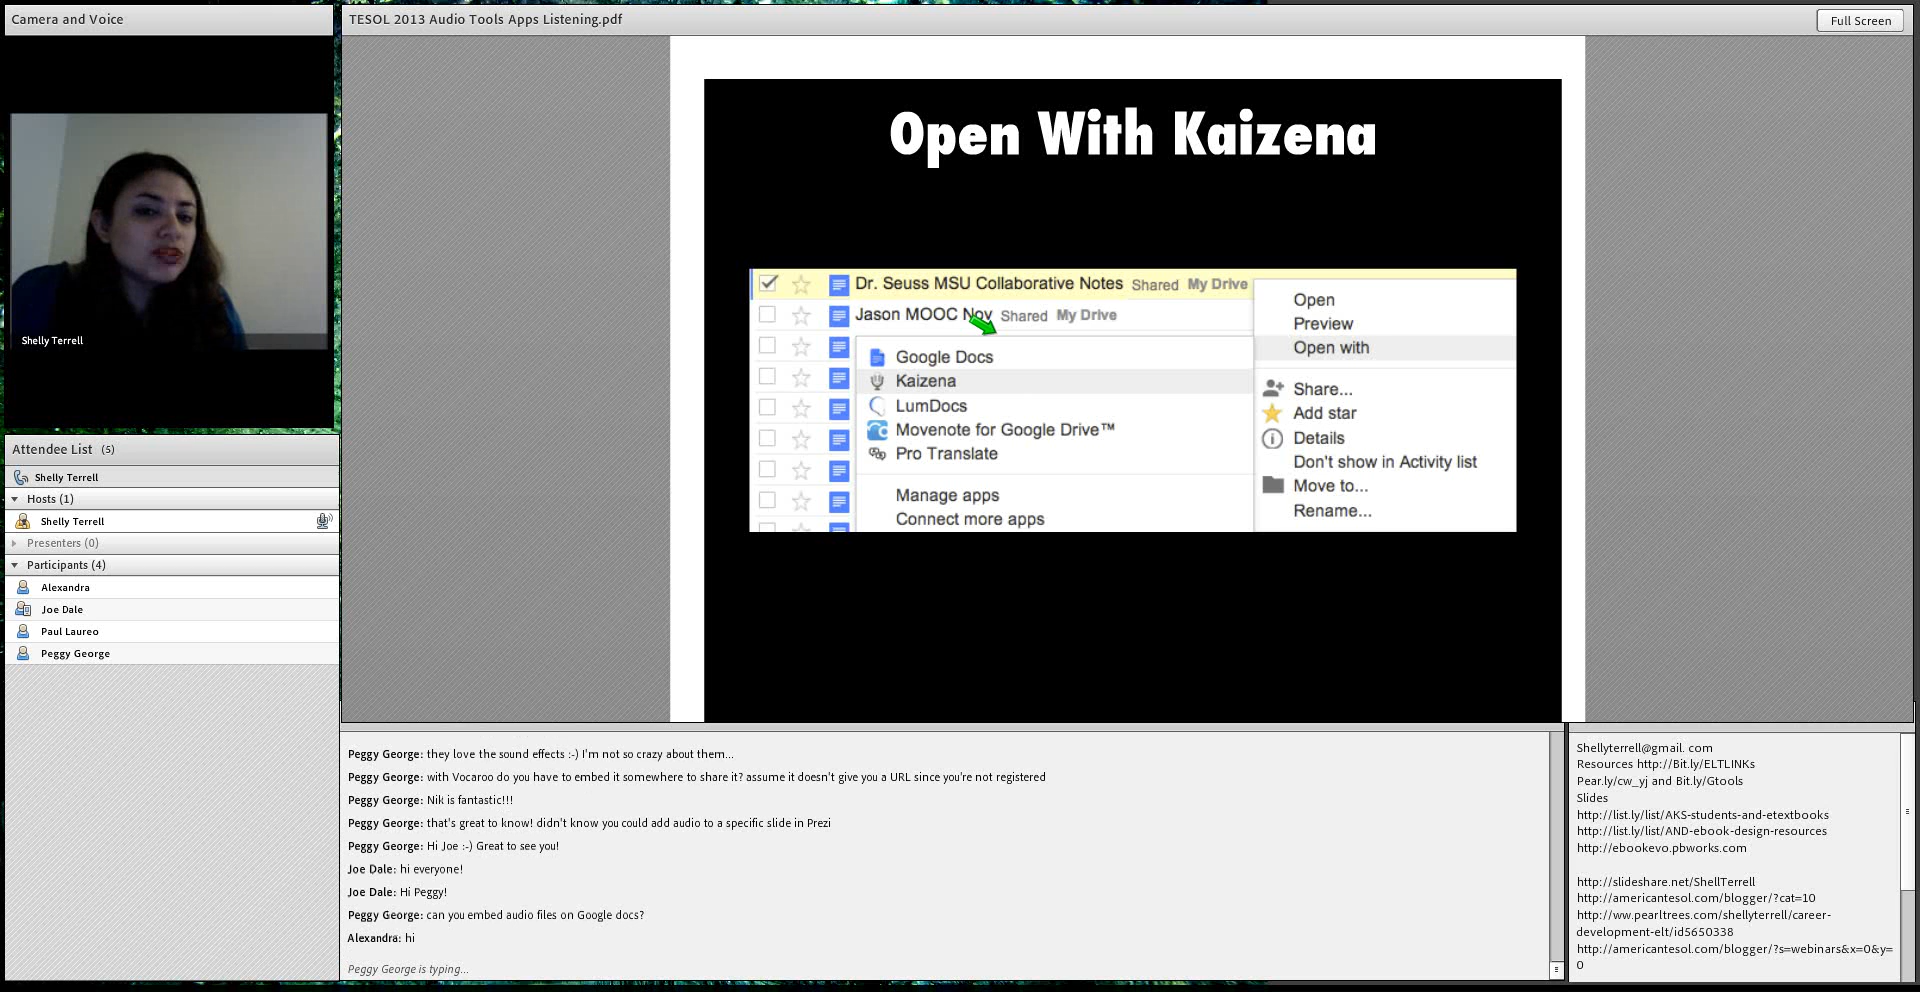 Camera and Voice
Shelly Terrell
Attendee List (5)
Shelly Terrell
Hosts (1)
Shelly Terrell
Presenters (0)
Participants (4)
Alexandra
Joe Dale
Paul Laureo
Peggy George
TESOL 2013 Audio Tools Apps Listening.pdf
Full Screen
Open With Kaizena
Dr. Seuss MSU Collaborative Notes Shared My Drive
Jason MOOC Nov Shared My Drive
Google Docs
Kaizena
LumDocs
Movenote for Google Drive™
Pro Translate
Manage apps
Connect more apps
Open
Preview
Open with
Share...
Add star
Details
Don't show in Activity list
Move to...
Rename...
Peggy George: they love the sound effects :-) I'm not so crazy about them...
Peggy George: with Vocaroo do you have to embed it somewhere to share it? assume it doesn't give you a URL since you're not registered
Peggy George: Nik is fantastic!!!
Peggy George: that's great to know! didn't know you could add audio to a specific slide in Prezi
Peggy George: Hi Joe :-) Great to see you!
Joe Dale: hi everyone!
Joe Dale: Hi Peggy!
Peggy George: can you embed audio files on Google docs?
Alexandra: hi
Peggy George is typing...
Shellyterrell@gmail. com
Resources http://Bit.ly/ELTLINKs
Pear.ly/cw_yj and Bit.ly/Gtools
Slides
http://list.ly/list/AKS-students-and-etextbooks
http://list.ly/list/AND-ebook-design-resources
http://ebookevo.pbworks.com
http://slideshare.net/ShellTerrell
http://americantesol.com/blogger/?cat=10
http://ww.pearltrees.com/shellyterrell/career-
development-elt/id5650338
http://americantesol.com/blogger/?s=webinars&x=0&y=
0